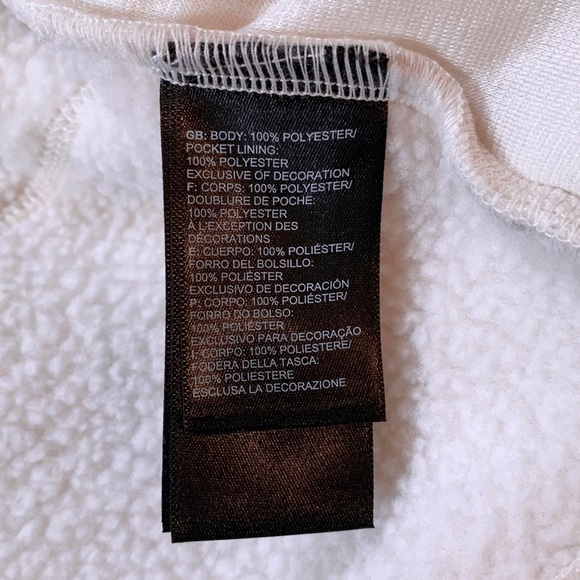 GB: BODY: 100% POLYESTER/
POCKET LINING:
100% POLYESTER
EXCLUSIVE OF DECORATION
F: CORPS: 100% POLYESTER/
DOUBLURE DE POCHE:
100% POLYESTER
À L'EXCEPTION DES
DÉCORATIONS
E: CUERPO: 100% POLIÉSTER/
FORRO DEL BOLSILLO:
100% POLIÉSTER
EXCLUSIVO DE DECORACIÓN
P: CORPO: 100% POLIÉSTER/
FORRO DO BOLSO:
100% POLIÉSTER
EXCLUSIVO PARA DECORAÇÃO
I: CORPO: 100% POLIESTERE/
FODERA DELLA TASCA:
100% POLIESTERE
ESCLUSA LA DECORAZIONE